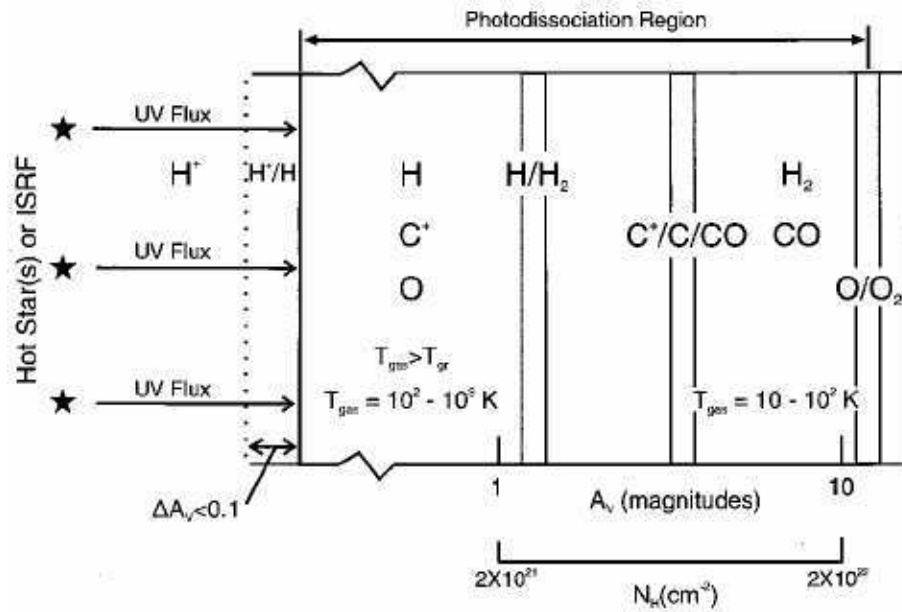 Photodissociation Region
Hot Star(s) or ISRF
UV Flux
H⁺
H⁺/H
H
H/H₂
H₂
C⁺
C⁺/C/CO
CO
UV Flux
O
O/O₂
T_gas>T_gr
UV Flux
T_gas = 10² - 10³ K
T_gas = 10 - 10² K
ΔA_V<0.1
1
A_V (magnitudes)
10
2X10²¹
N_H(cm⁻²)
2X10²²